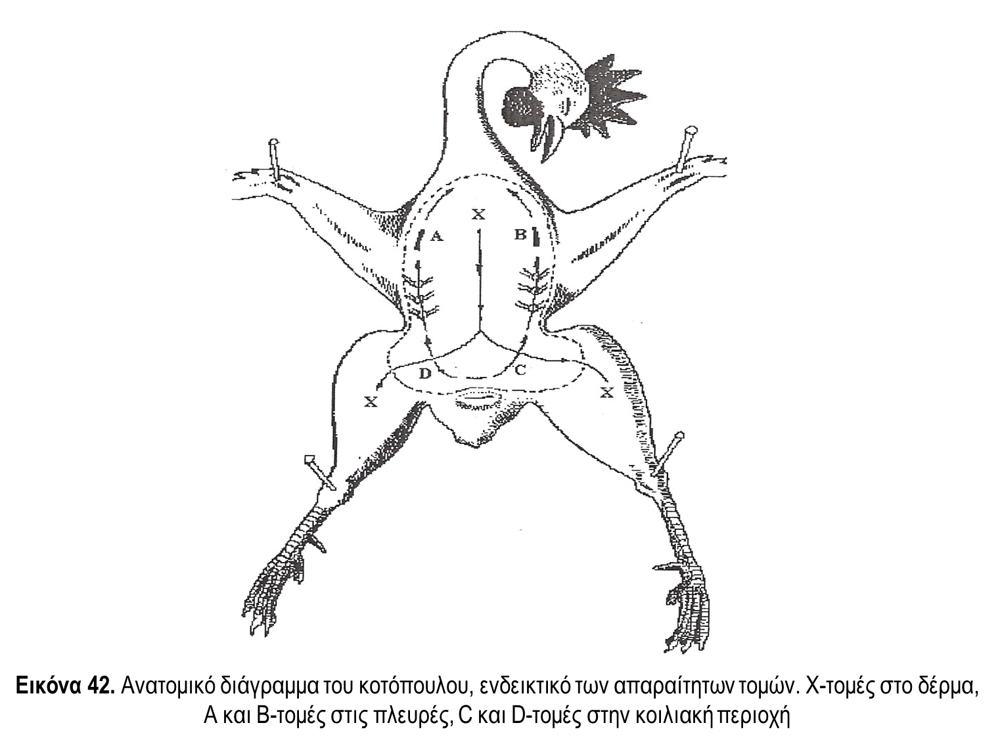 X
A
B
D
C
X
X
Εικόνα 42. Ανατομικό διάγραμμα του κοτόπουλου, ενδεικτικό των απαραίτητων τομών. Χ-τομές στο δέρμα,
Α και Β-τομές στις πλευρές, C και D-τομές στην κοιλιακή περιοχή